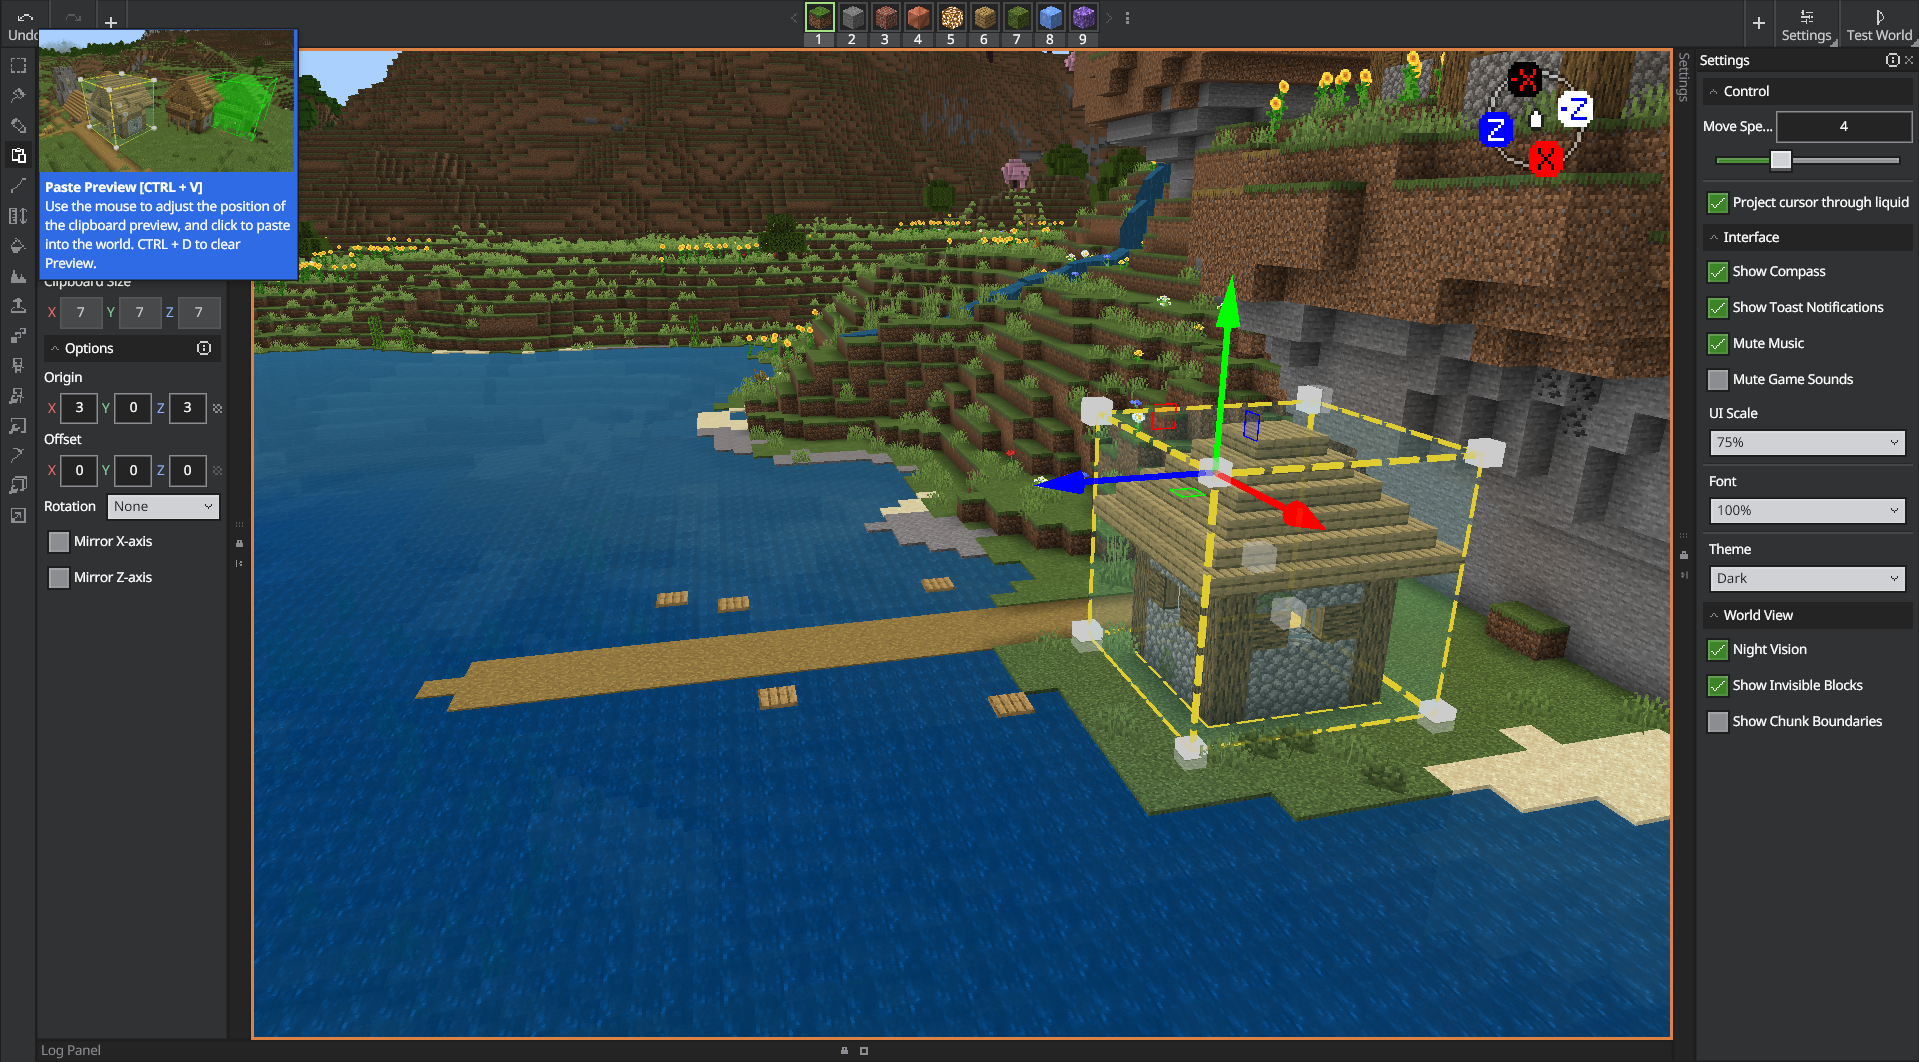 Undo
1 2 3 4 5 6 7 8 9
Settings
Test World
Paste Preview [CTRL + V]
Use the mouse to adjust the position of
the clipboard preview, and click to paste
into the world. CTRL + D to clear
Preview.
Clipboard Size
X 7 Y 7 Z 7
Options
Origin
X 3 Y 0 Z 3
Offset
X 0 Y 0 Z 0
Rotation None
Mirror X-axis
Mirror Z-axis
-X
-Z
Z
X
Settings
Settings
Control
Move Spe... 4
Project cursor through liquid
Interface
Show Compass
Show Toast Notifications
Mute Music
Mute Game Sounds
UI Scale
75%
Font
100%
Theme
Dark
World View
Night Vision
Show Invisible Blocks
Show Chunk Boundaries
Log Panel